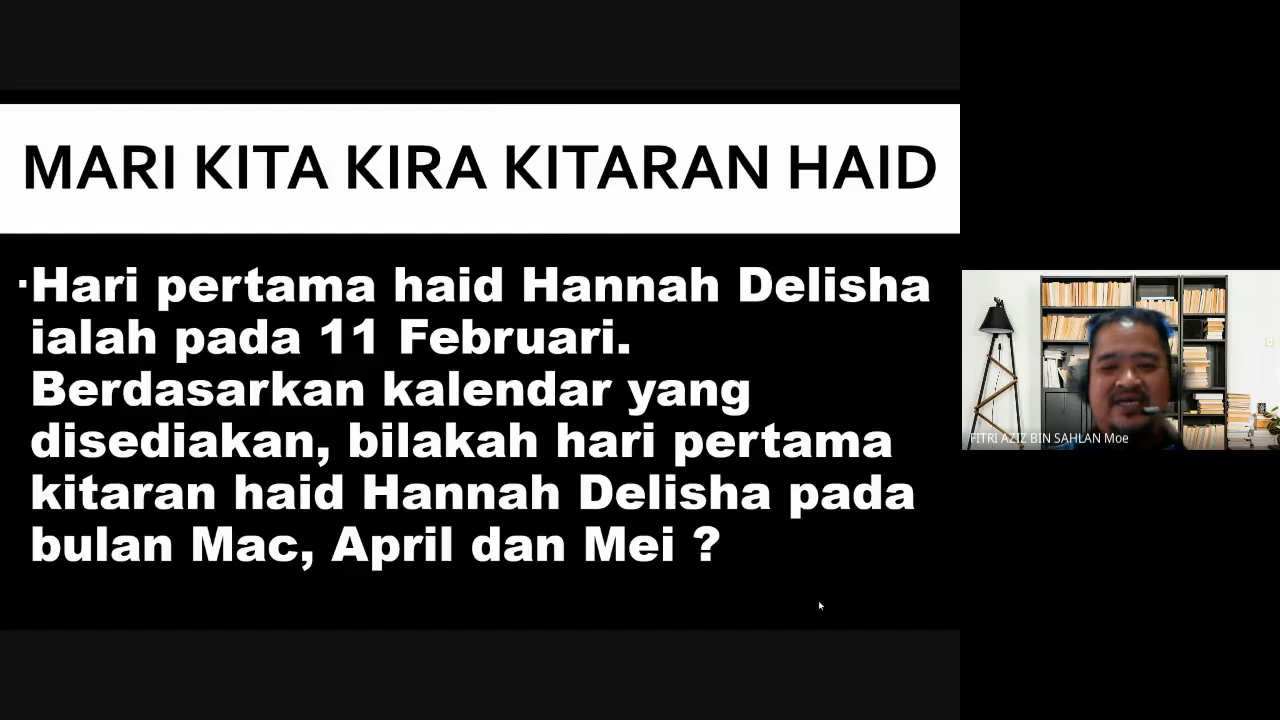 MARI KITA KIRA KITARAN HAID
▪Hari pertama haid Hannah Delisha
ialah pada 11 Februari.
Berdasarkan kalendar yang
disediakan, bilakah hari pertama
kitaran haid Hannah Delisha pada
bulan Mac, April dan Mei ?
FITRI AZIZ BIN SAHLAN Moe